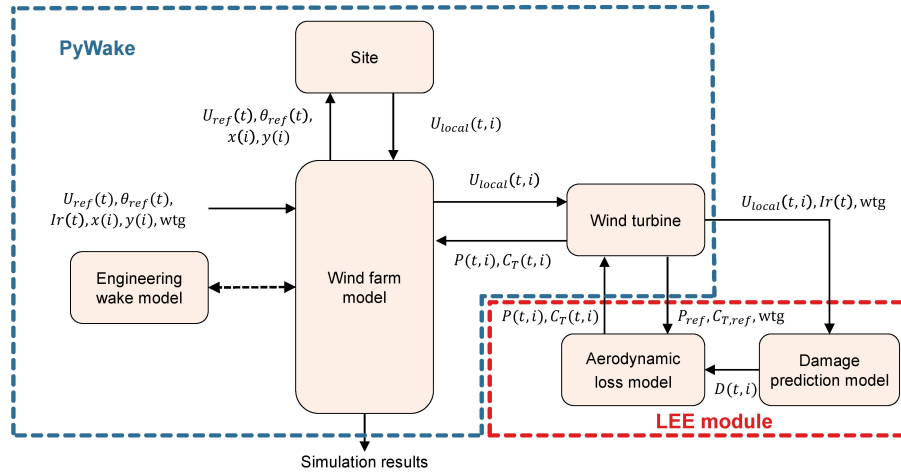 PyWake
Site
U_ref(t), θ_ref(t),
x(i), y(i)
U_local(t, i)
U_ref(t), θ_ref(t),
Ir(t), x(i), y(i), wtg
Engineering
wake model
Wind farm
model
U_local(t, i)
P(t, i), C_T(t, i)
Wind turbine
U_local(t, i), Ir(t), wtg
P(t, i), C_T(t, i)
P_ref, C_T,ref, wtg
Aerodynamic
loss model
D(t, i)
Damage
prediction model
LEE module
Simulation results